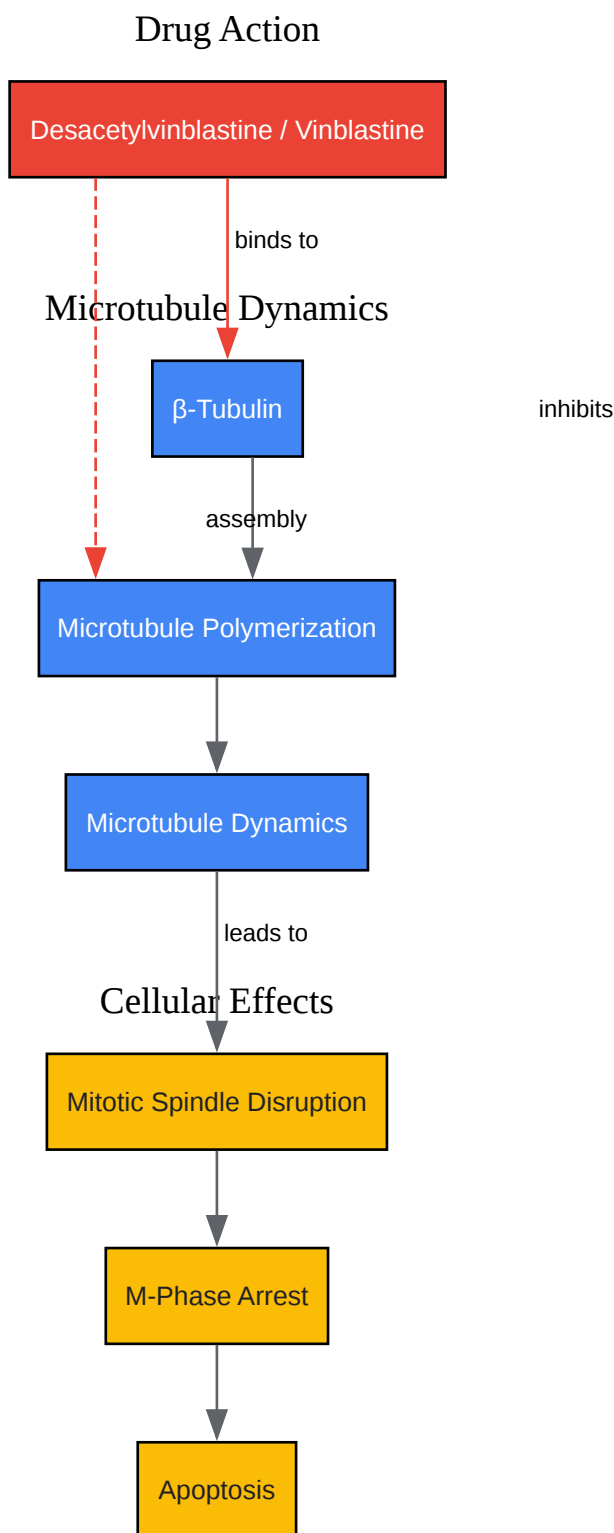 Drug Action
Desacetylvinblastine / Vinblastine
binds to
Microtubule Dynamics
β-Tubulin
inhibits
assembly
Microtubule Polymerization
Microtubule Dynamics
leads to
Cellular Effects
Mitotic Spindle Disruption
M-Phase Arrest
Apoptosis